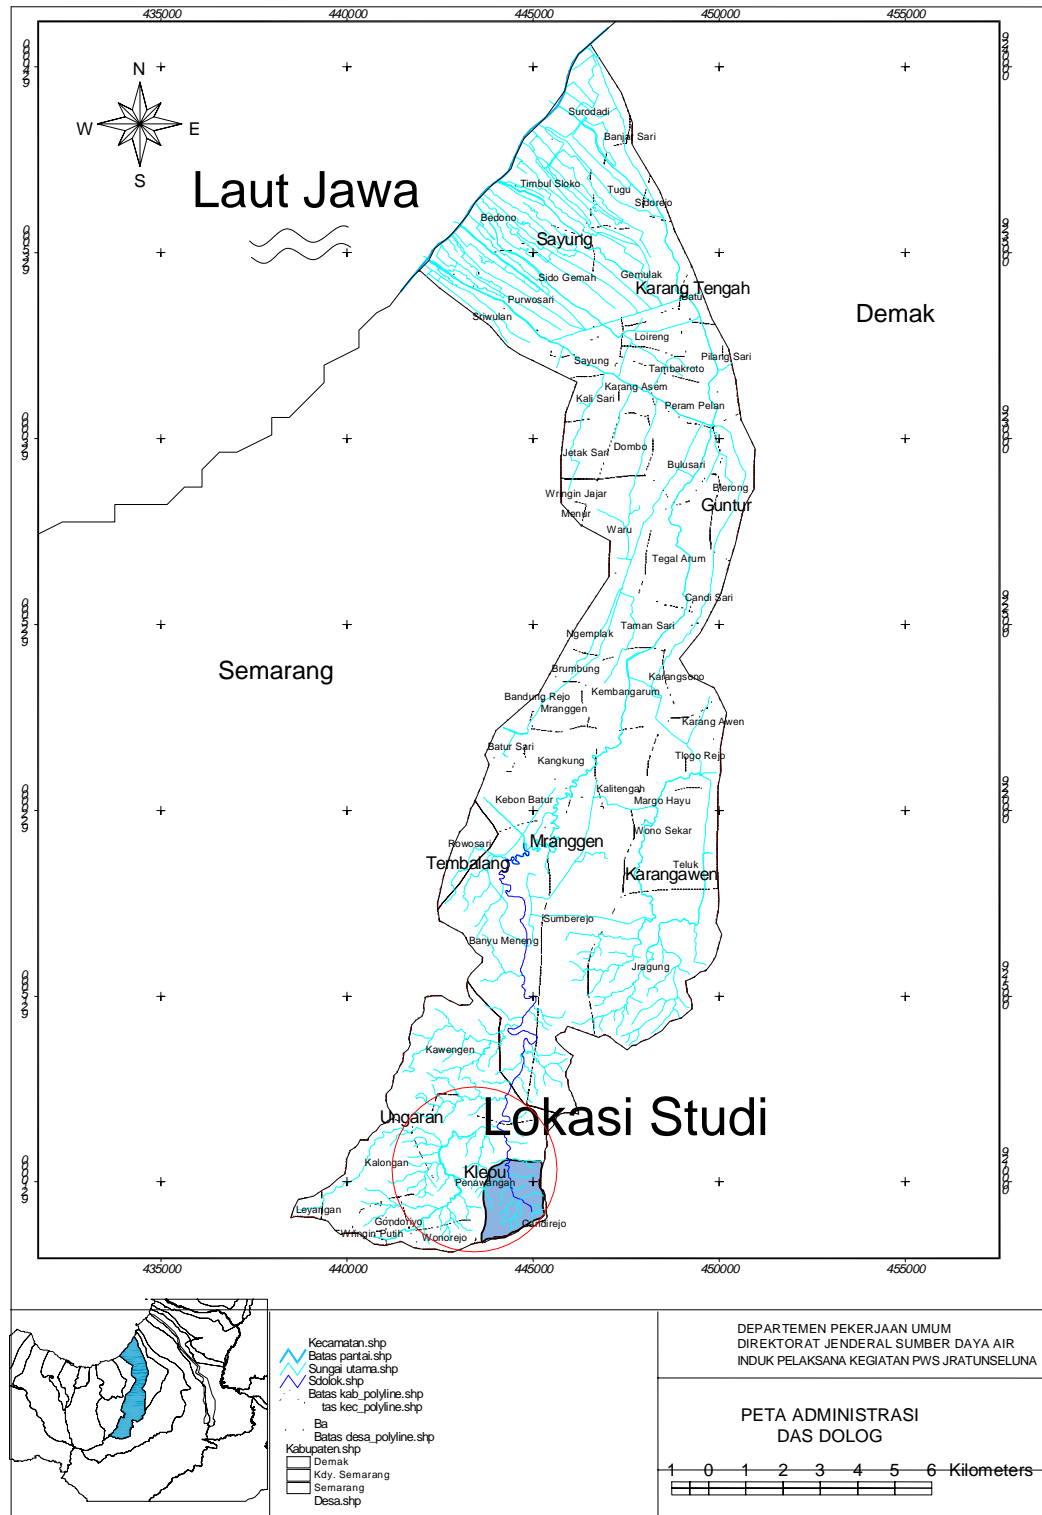 435000 440000 445000 450000 455000
N
W E
S
Laut Jawa
Surodadi
Banjar Sari
Timbul Sloko
Tugu
Sidorejo
Bedono
Sayung
Sido Gemah
Gemulak
Karang Tengah
Batu
Purwosari
Sriwulan
Demak
Loireng
Sayung
Pilang Sari
Tambakroto
Karang Asem
Kali Sari
Peram Pelan
Dombo
Jetak Sari
Bulusari
Blerong
Wringin Jajar
Guntur
Menur
Waru
Tegal Arum
Candi Sari
Taman Sari
Ngemplak
Semarang
Brumbung
Karangsono
Kembangarum
Bandung Rejo
Mranggen
Karang Awen
Batur Sari
Tlogo Rejo
Kangkung
Kalitengah
Kebon Batur
Margo Hayu
Wono Sekar
Mranggen
Rowosari
Tembalang
Teluk
Karangawen
Sumberejo
Banyu Meneng
Jragung
Kawengen
Ungaran
Lokasi Studi
Kalongan
Klepu
Penawangan
Leyangan
Gondoriyo
Candirejo
Wringin Putih
Wonorejo
435000 440000 445000 450000 455000
Kecamatan.shp
Batas pantai.shp
Sungai utama.shp
Sdolok.shp
Batas kab_polyline.shp
tas kec_polyline.shp
Ba
Batas desa_polyline.shp
Kabupaten.shp
Demak
Kdy. Semarang
Semarang
Desa.shp
DEPARTEMEN PEKERJAAN UMUM
DIREKTORAT JENDERAL SUMBER DAYA AIR
INDUK PELAKSANA KEGIATAN PWS JRATUNSELUNA
PETA ADMINISTRASI
DAS DOLOG
1 0 1 2 3 4 5 6 Kilometers